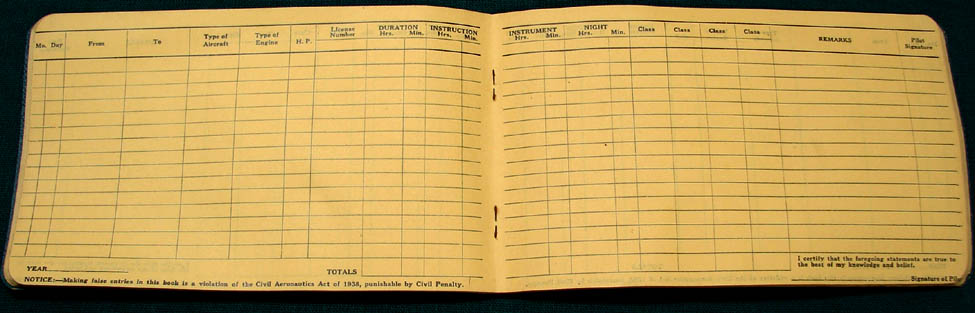 Mo. Day From To Type of Aircraft Type of Engine H. P. License Number DURATION Hrs. Min. INSTRUCTION Hrs. Min.
INSTRUMENT Hrs. Min. NIGHT Hrs. Min. Class Class Class Class REMARKS Pilot Signature
YEAR TOTALS
NOTICE:—Making false entries in this book is a violation of the Civil Aeronautics Act of 1938, punishable by Civil Penalty.
I certify that the foregoing statements are true to
the best of my knowledge and belief.
Signature of